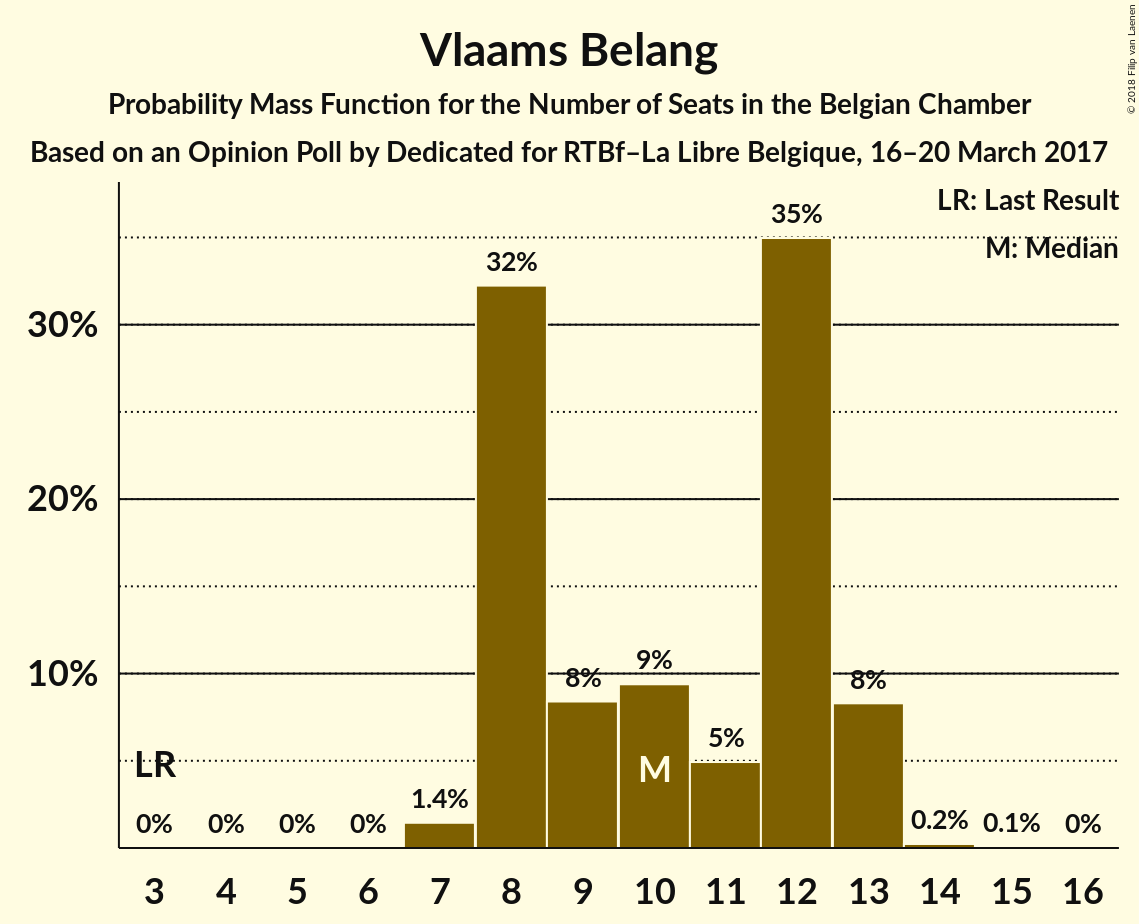 Vlaams Belang
Probability Mass Function for the Number of Seats in the Belgian Chamber
Based on an Opinion Poll by Dedicated for RTBf–La Libre Belgique, 16–20 March 2017
© 2018 Filip van Laenen
LR: Last Result
M: Median
30%
20%
10%
LR
M
0%
0%
0%
0%
1.4%
32%
8%
9%
5%
35%
8%
0.2%
0.1%
0%
3 4 5 6 7 8 9 10 11 12 13 14 15 16